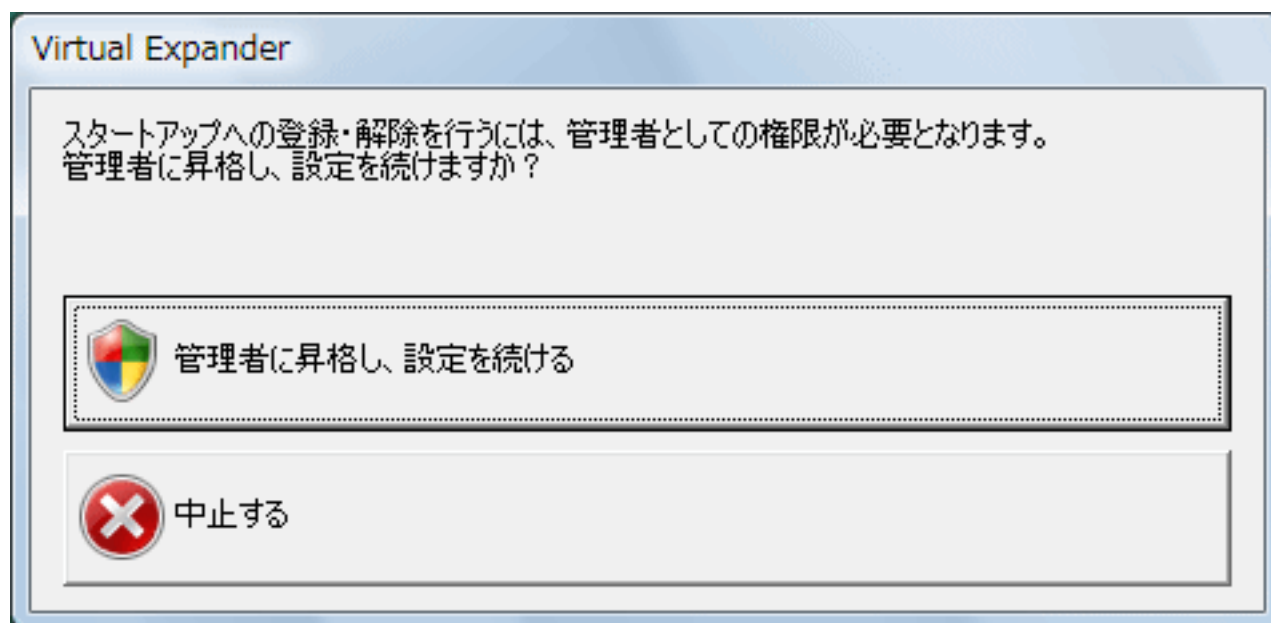 Virtual Expander
スタートアップへの登録・解除を行うには、管理者としての権限が必要となります。
管理者に昇格し、設定を続けますか？
管理者に昇格し、設定を続ける
中止する